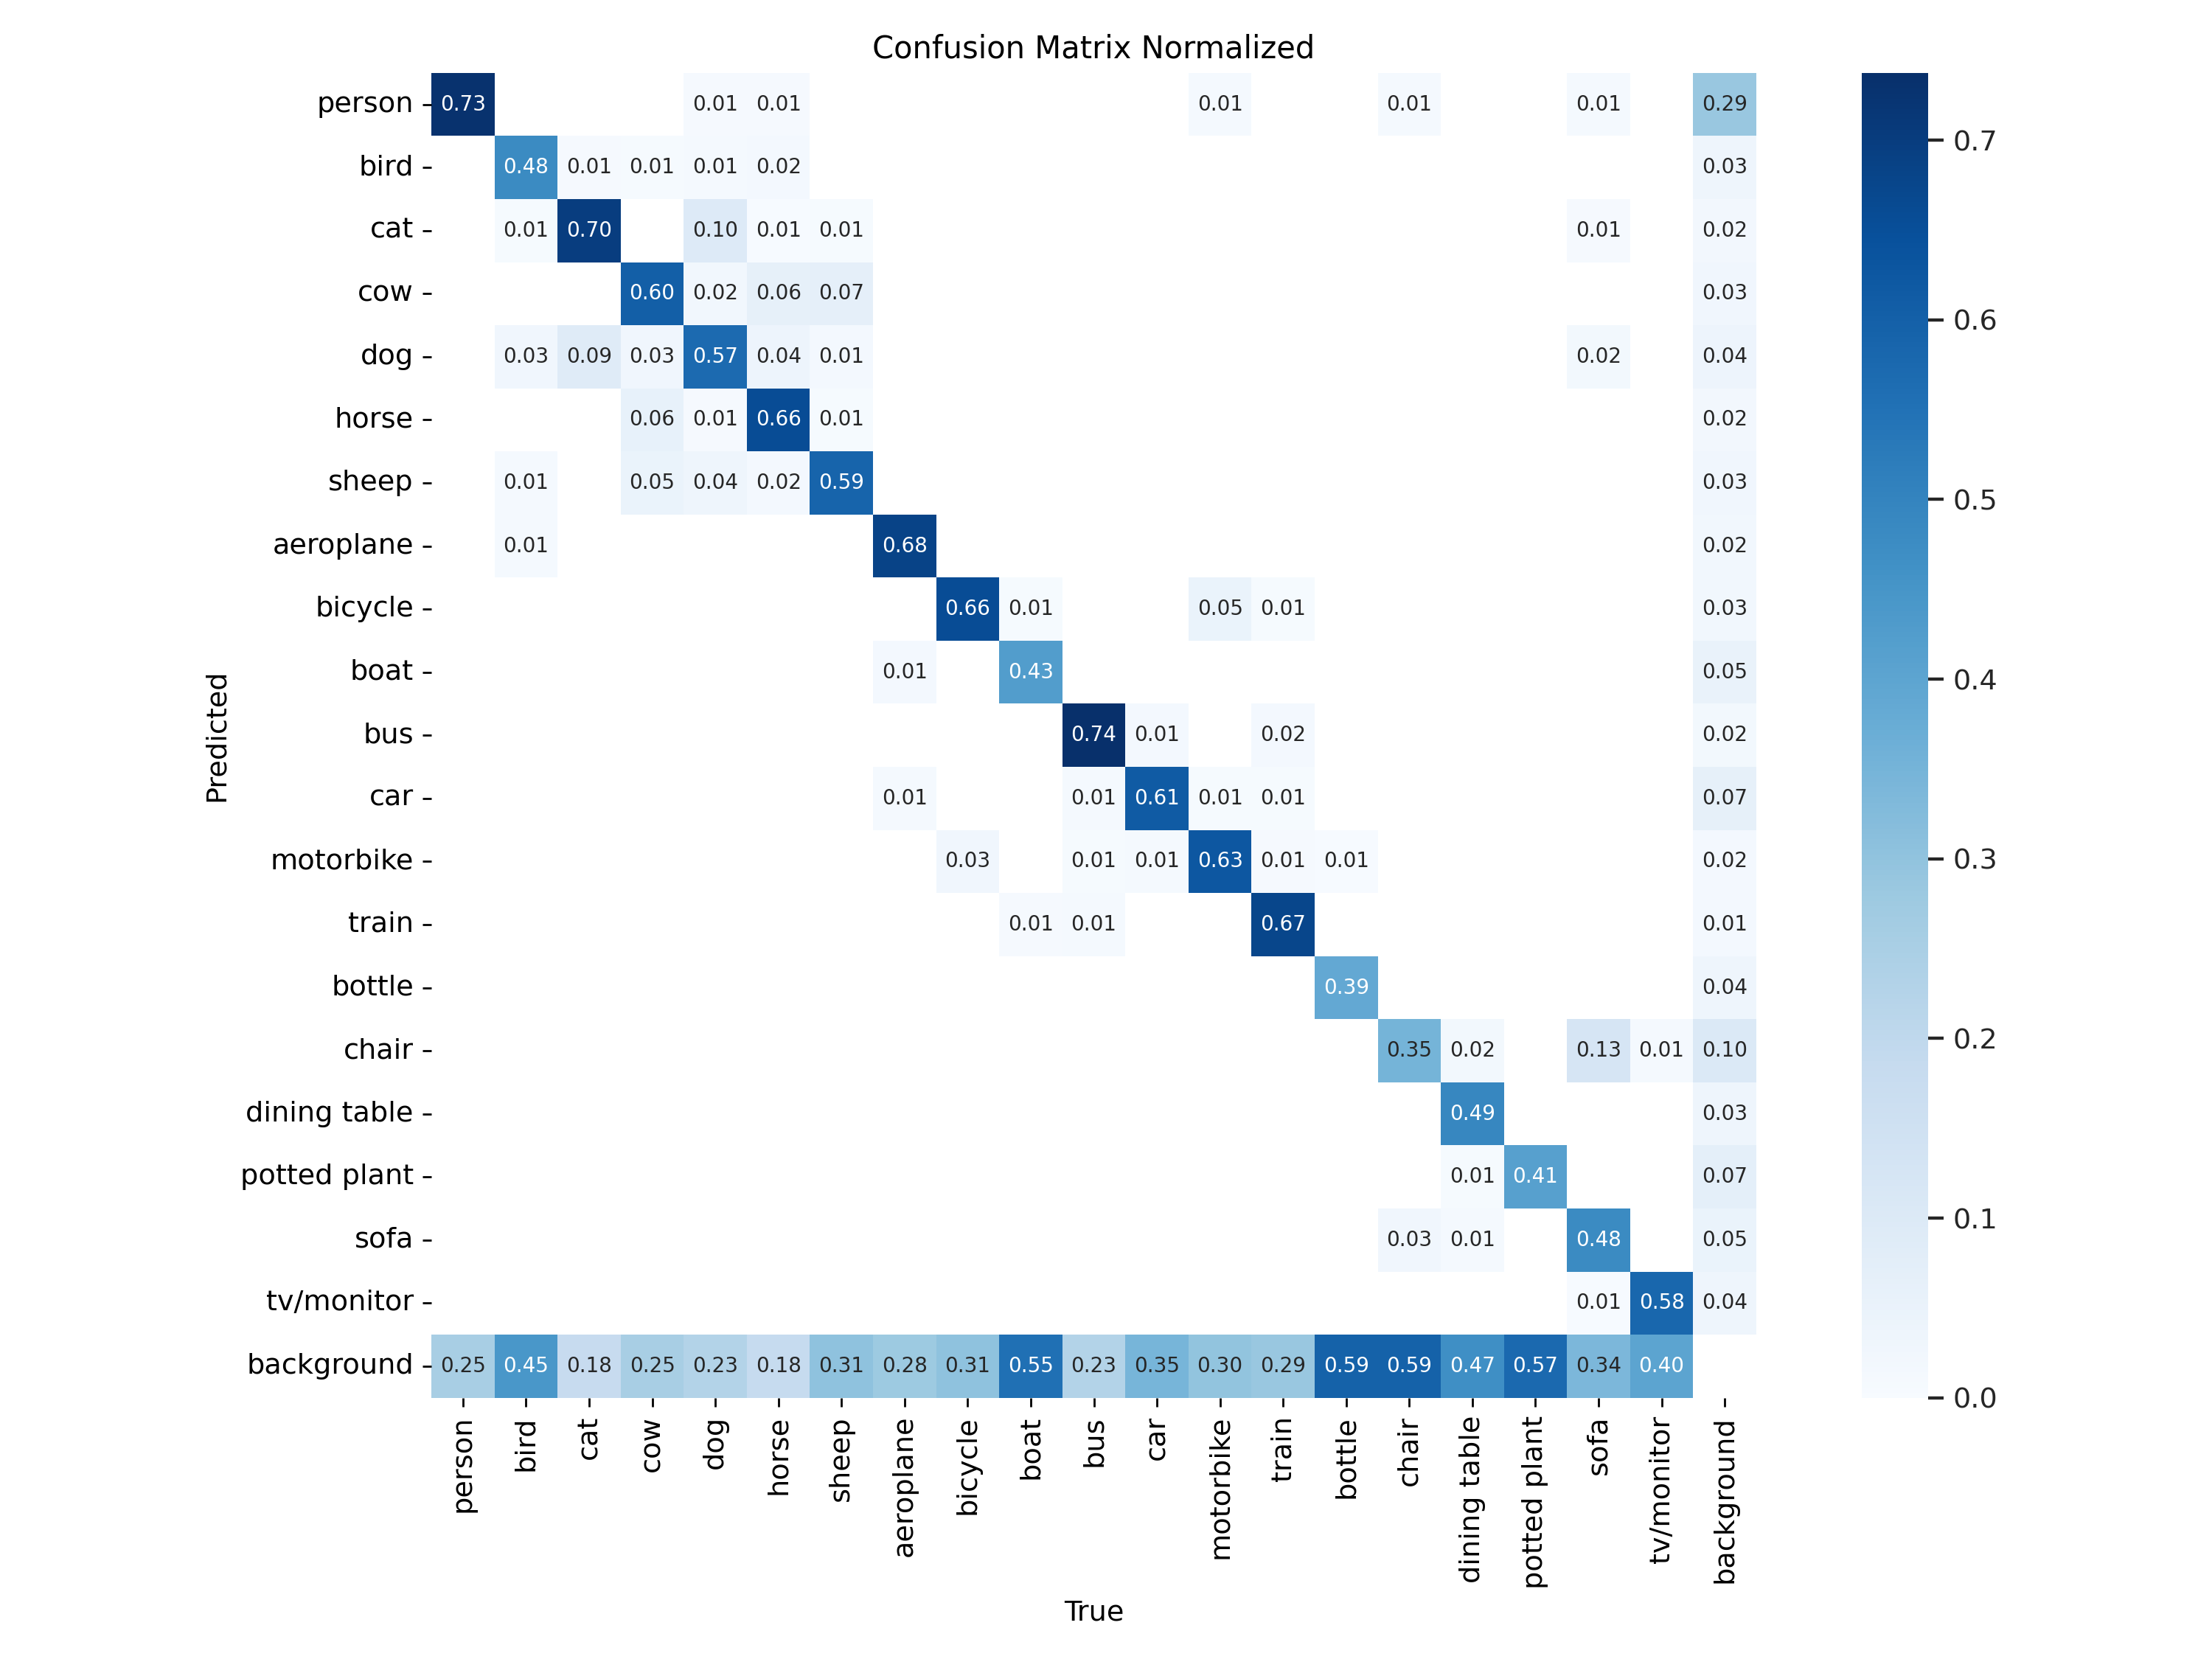 Confusion Matrix Normalized
person 0.73 0.01 0.01 0.01 0.01 0.01 0.29
bird 0.48 0.01 0.01 0.01 0.02 0.03
cat 0.01 0.70 0.10 0.01 0.01 0.01 0.02
cow 0.60 0.02 0.06 0.07 0.03
dog 0.03 0.09 0.03 0.57 0.04 0.01 0.02 0.04
horse 0.06 0.01 0.66 0.01 0.02
sheep 0.01 0.05 0.04 0.02 0.59 0.03
aeroplane 0.01 0.68 0.02
bicycle 0.66 0.01 0.05 0.01 0.03
boat 0.01 0.43 0.05
bus 0.74 0.01 0.02 0.02
car 0.01 0.01 0.61 0.01 0.01 0.07
motorbike 0.03 0.01 0.01 0.63 0.01 0.01 0.02
train 0.01 0.01 0.67 0.01
bottle 0.39 0.04
chair 0.35 0.02 0.13 0.01 0.10
dining table 0.49 0.03
potted plant 0.01 0.41 0.07
sofa 0.03 0.01 0.48 0.05
tv/monitor 0.01 0.58 0.04
background 0.25 0.45 0.18 0.25 0.23 0.18 0.31 0.28 0.31 0.55 0.23 0.35 0.30 0.29 0.59 0.59 0.47 0.57 0.34 0.40
person bird cat cow dog horse sheep aeroplane bicycle boat bus car motorbike train bottle chair dining table potted plant sofa tv/monitor background
True
Predicted
0.7
0.6
0.5
0.4
0.3
0.2
0.1
0.0